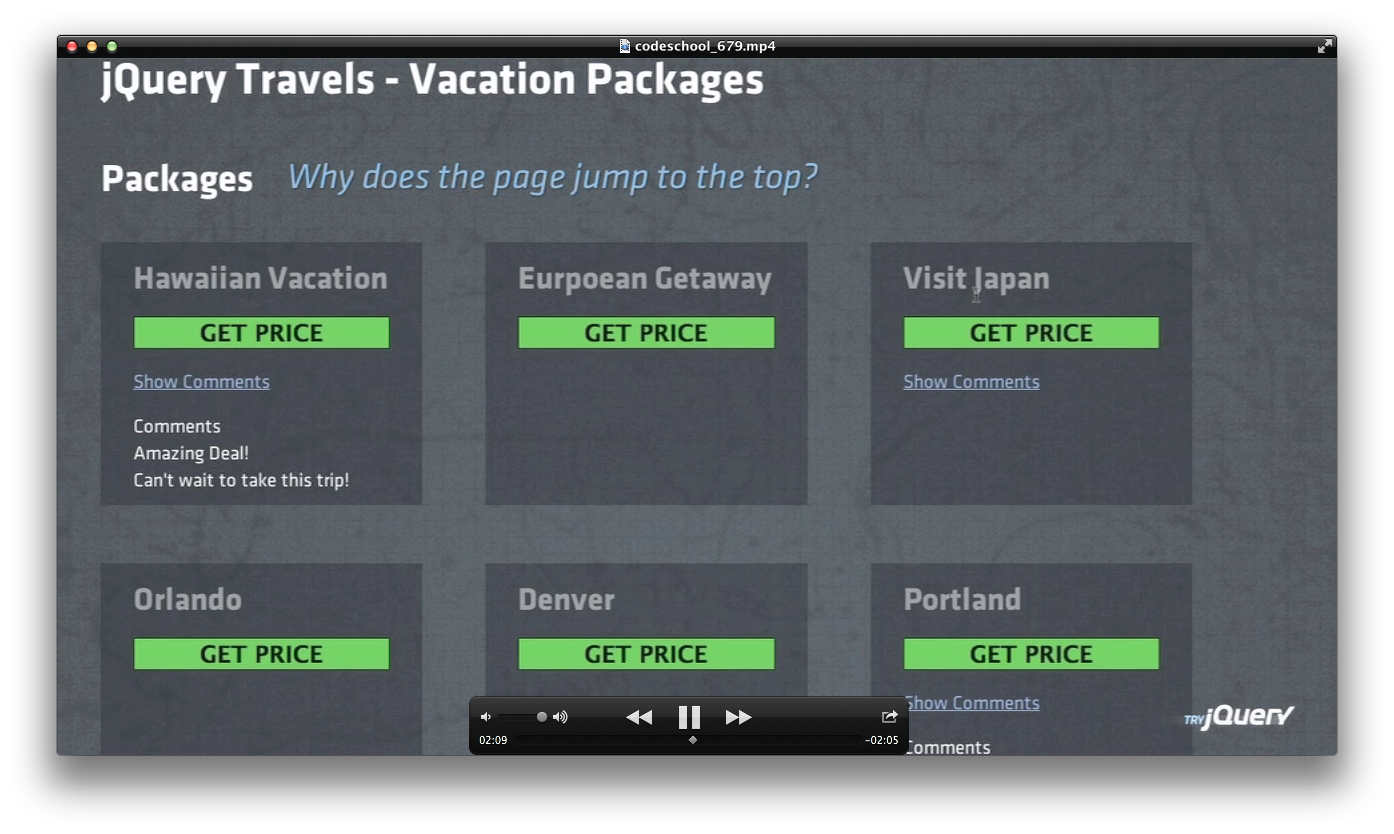 codeschool_679.mp4
jQuery Travels - Vacation Packages
Packages Why does the page jump to the top?
Hawaiian Vacation
GET PRICE
Show Comments
Comments
Amazing Deal!
Can't wait to take this trip!
Eurpoean Getaway
GET PRICE
Visit Japan
GET PRICE
Show Comments
Orlando
GET PRICE
Denver
GET PRICE
Portland
GET PRICE
Show Comments
Comments
TRY jQuery
02:09
-02:05